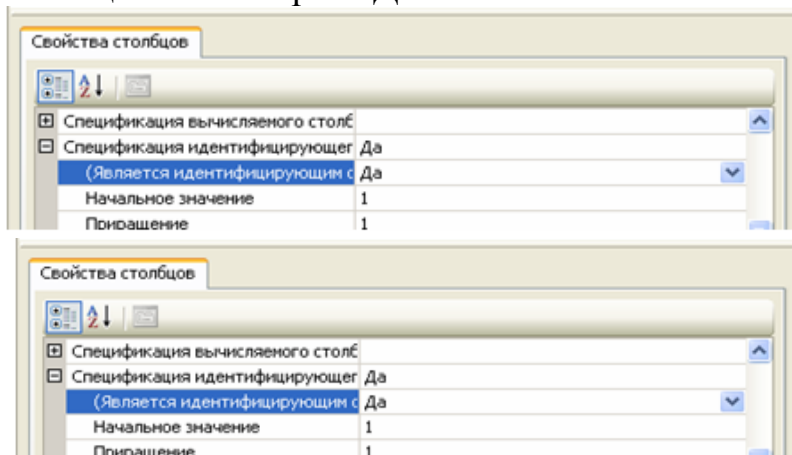 Свойства столбцов
Спецификация вычисляемого столб
Спецификация идентифицирующег Да
(Является идентифицирующим с Да
Начальное значение 1
Приращение 1
Свойства столбцов
Спецификация вычисляемого столб
Спецификация идентифицирующег Да
(Является идентифицирующим с Да
Начальное значение 1
Приращение 1